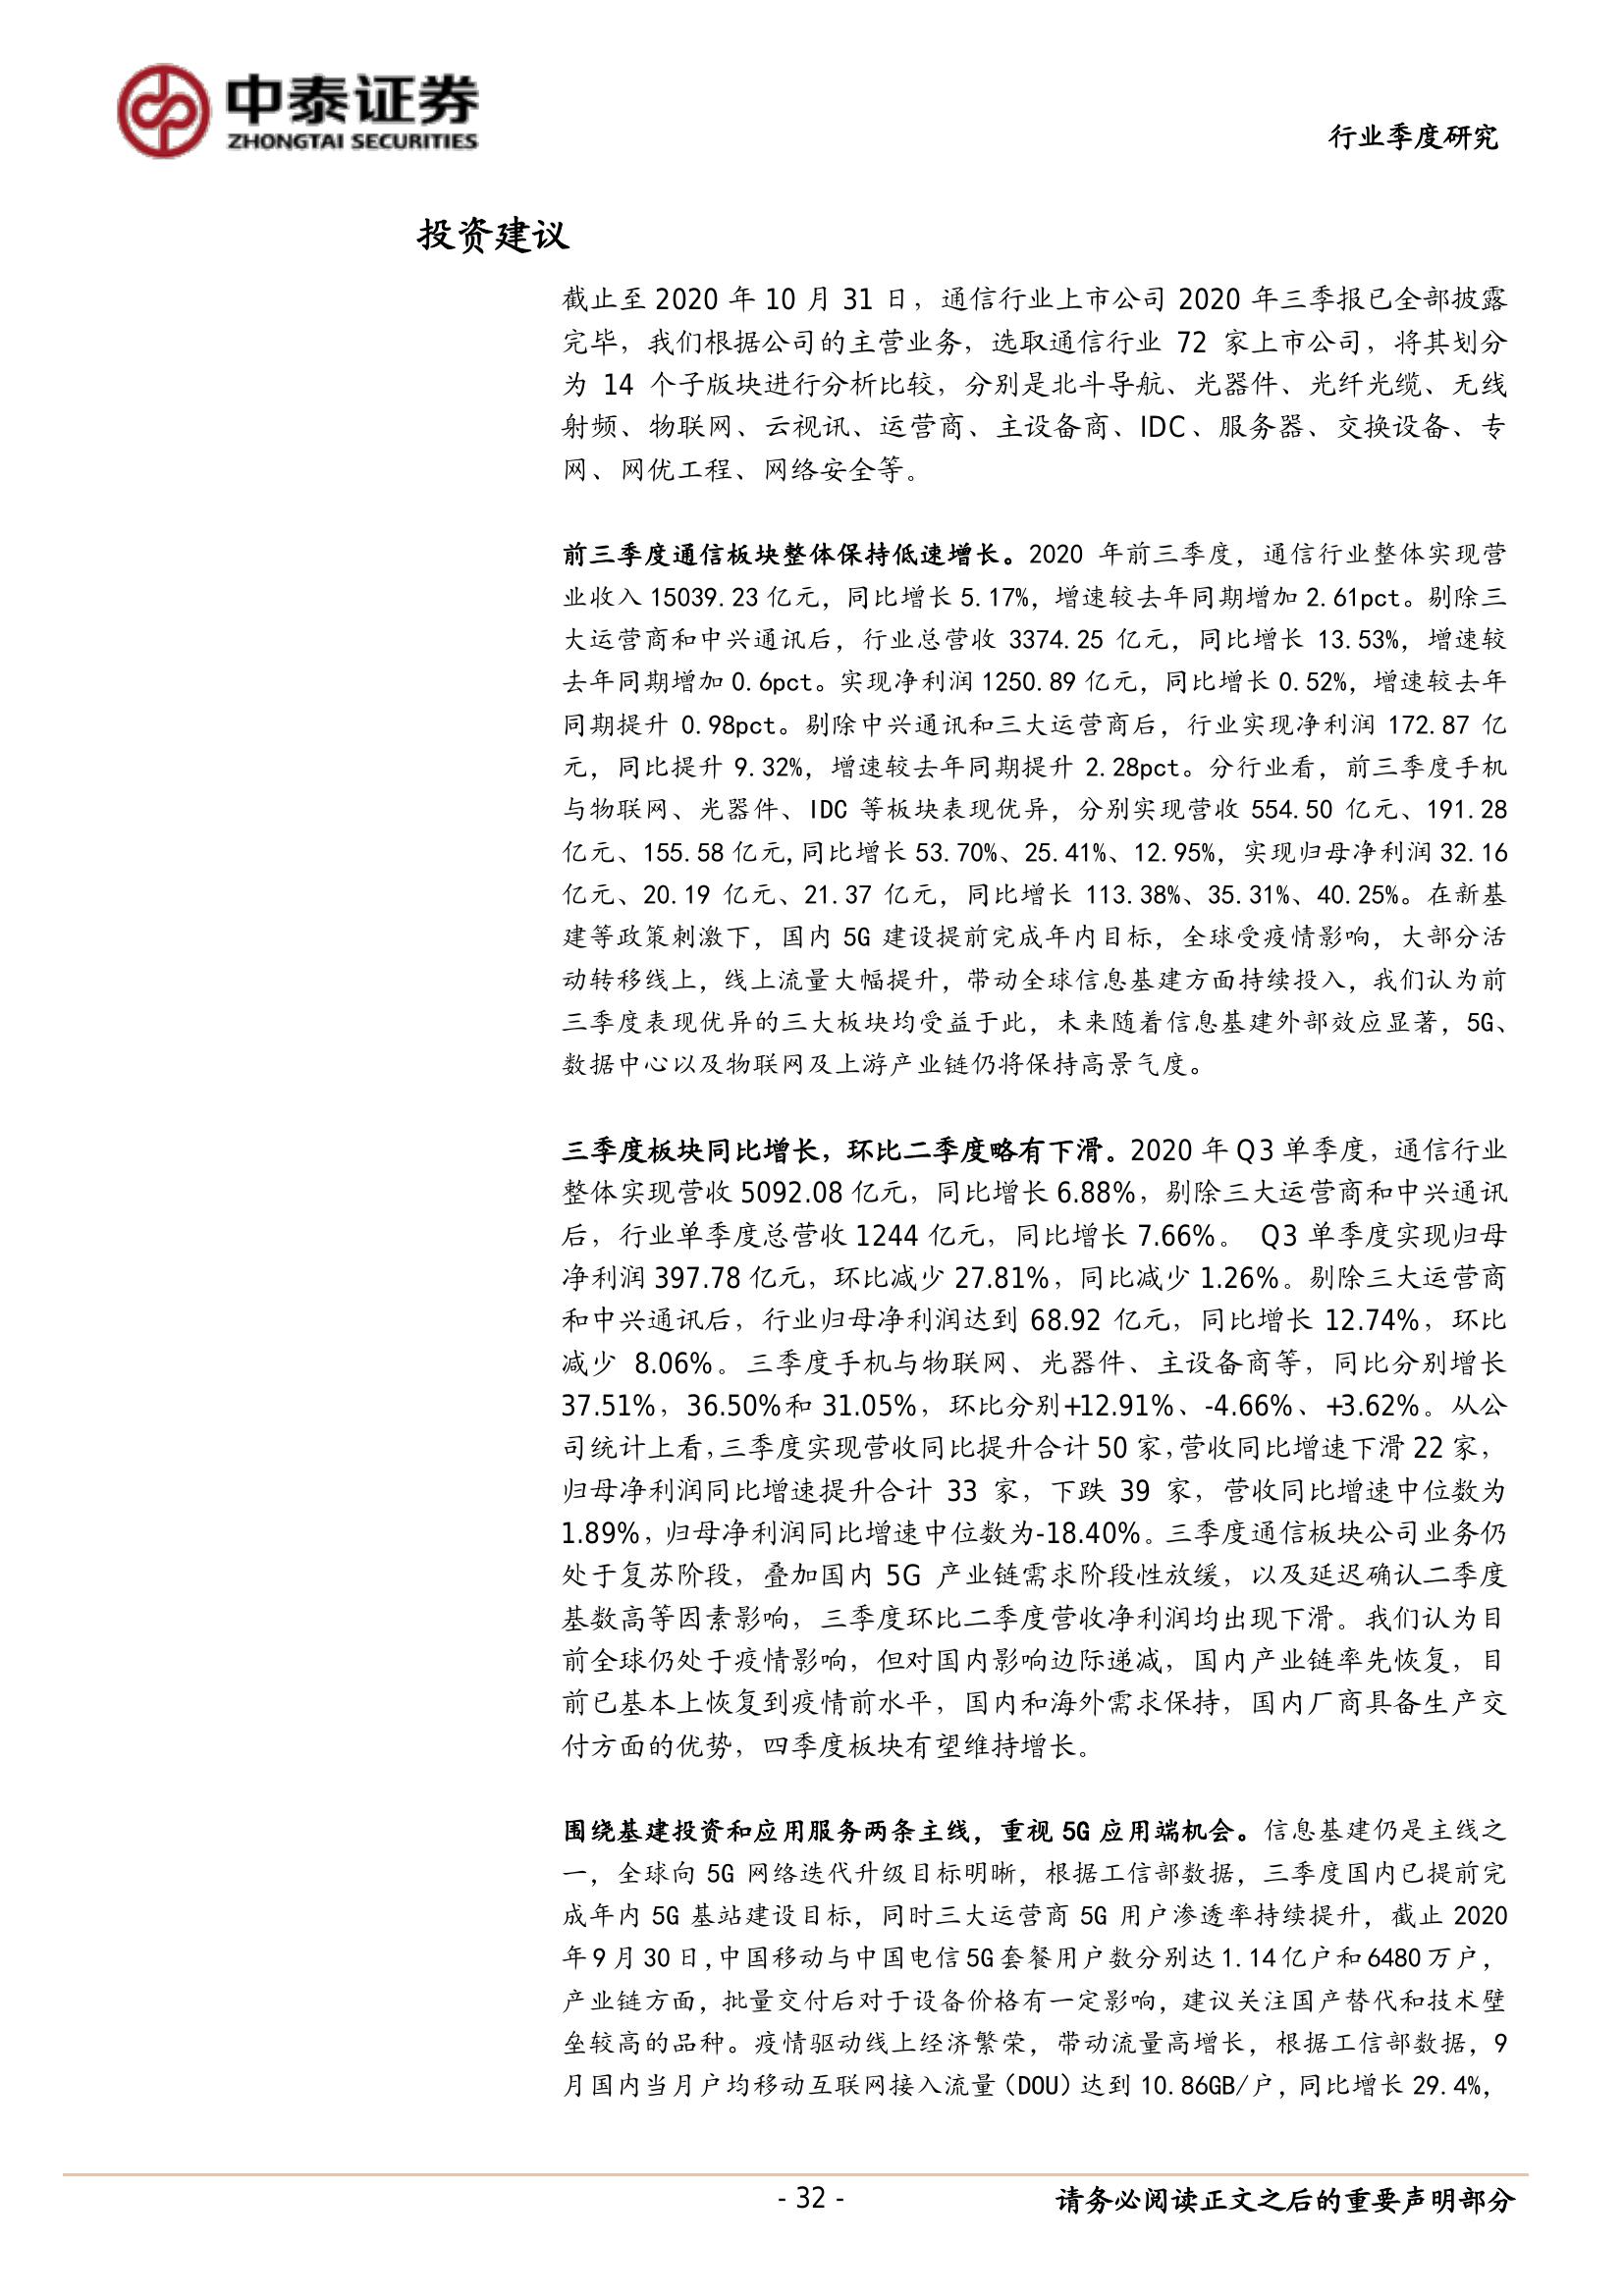 中泰证券
ZHONGTAI SECURITIES
行业季度研究
投资建议
截止至 2020 年 10 月 31 日，通信行业上市公司 2020 年三季报已全部披露
完毕，我们根据公司的主营业务，选取通信行业 72 家上市公司，将其划分
为 14 个子版块进行分析比较，分别是北斗导航、光器件、光纤光缆、无线
射频、物联网、云视讯、运营商、主设备商、IDC、服务器、交换设备、专
网、网优工程、网络安全等。
前三季度通信板块整体保持低速增长。2020 年前三季度，通信行业整体实现营
业收入 15039.23 亿元，同比增长 5.17%，增速较去年同期增加 2.61pct。剔除三
大运营商和中兴通讯后，行业总营收 3374.25 亿元，同比增长 13.53%，增速较
去年同期增加 0.6pct。实现净利润 1250.89 亿元，同比增长 0.52%，增速较去年
同期提升 0.98pct。剔除中兴通讯和三大运营商后，行业实现净利润 172.87 亿
元，同比提升 9.32%，增速较去年同期提升 2.28pct。分行业看，前三季度手机
与物联网、光器件、IDC 等板块表现优异，分别实现营收 554.50 亿元、191.28
亿元、155.58 亿元,同比增长 53.70%、25.41%、12.95%，实现归母净利润 32.16
亿元、20.19 亿元、21.37 亿元，同比增长 113.38%、35.31%、40.25%。在新基
建等政策刺激下，国内 5G 建设提前完成年内目标，全球受疫情影响，大部分活
动转移线上，线上流量大幅提升，带动全球信息基建方面持续投入，我们认为前
三季度表现优异的三大板块均受益于此，未来随着信息基建外部效应显著，5G、
数据中心以及物联网及上游产业链仍将保持高景气度。
三季度板块同比增长，环比二季度略有下滑。2020 年 Q3 单季度，通信行业
整体实现营收 5092.08 亿元，同比增长 6.88%，剔除三大运营商和中兴通讯
后，行业单季度总营收 1244 亿元，同比增长 7.66%。 Q3 单季度实现归母
净利润 397.78 亿元，环比减少 27.81%，同比减少 1.26%。剔除三大运营商
和中兴通讯后，行业归母净利润达到 68.92 亿元，同比增长 12.74%，环比
减少 8.06%。三季度手机与物联网、光器件、主设备商等，同比分别增长
37.51%，36.50%和 31.05%，环比分别+12.91%、-4.66%、+3.62%。从公
司统计上看，三季度实现营收同比提升合计 50 家，营收同比增速下滑 22 家，
归母净利润同比增速提升合计 33 家，下跌 39 家，营收同比增速中位数为
1.89%，归母净利润同比增速中位数为-18.40%。三季度通信板块公司业务仍
处于复苏阶段，叠加国内 5G 产业链需求阶段性放缓，以及延迟确认二季度
基数高等因素影响，三季度环比二季度营收净利润均出现下滑。我们认为目
前全球仍处于疫情影响，但对国内影响边际递减，国内产业链率先恢复，目
前已基本上恢复到疫情前水平，国内和海外需求保持，国内厂商具备生产交
付方面的优势，四季度板块有望维持增长。
围绕基建投资和应用服务两条主线，重视 5G 应用端机会。信息基建仍是主线之
一，全球向 5G 网络迭代升级目标明晰，根据工信部数据，三季度国内已提前完
成年内 5G 基站建设目标，同时三大运营商 5G 用户渗透率持续提升，截止 2020
年 9 月 30 日，中国移动与中国电信 5G 套餐用户数分别达 1.14 亿户和 6480 万户，
产业链方面，批量交付后对于设备价格有一定影响，建议关注国产替代和技术壁
垒较高的品种。疫情驱动线上经济繁荣，带动流量高增长，根据工信部数据，9
月国内当月户均移动互联网接入流量（DOU）达到 10.86GB/户，同比增长 29.4%，
- 32 -
请务必阅读正文之后的重要声明部分